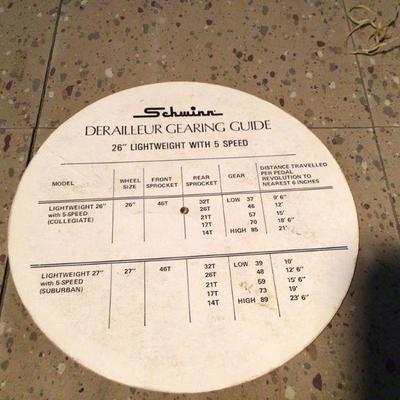 Schwinn
DERAILLEUR GEARING GUIDE
26" LIGHTWEIGHT WITH 5 SPEED
MODEL WHEEL SIZE FRONT SPROCKET REAR SPROCKET GEAR DISTANCE TRAVELLED PER PEDAL REVOLUTION TO NEAREST 6 INCHES
LIGHTWEIGHT 26" 26" 46T 32T LOW 37 9' 6"
with 5-SPEED 26T 46 12'
(COLLEGIATE) 21T 57 15'
17T 70 18' 6"
14T HIGH 85 21'
LIGHTWEIGHT 27" 27" 46T 32T LOW 39 10'
with 5-SPEED 26T 48 12' 6"
(SUBURBAN) 21T 59 15' 6"
17T 73 19'
14T HIGH 89 23' 6"